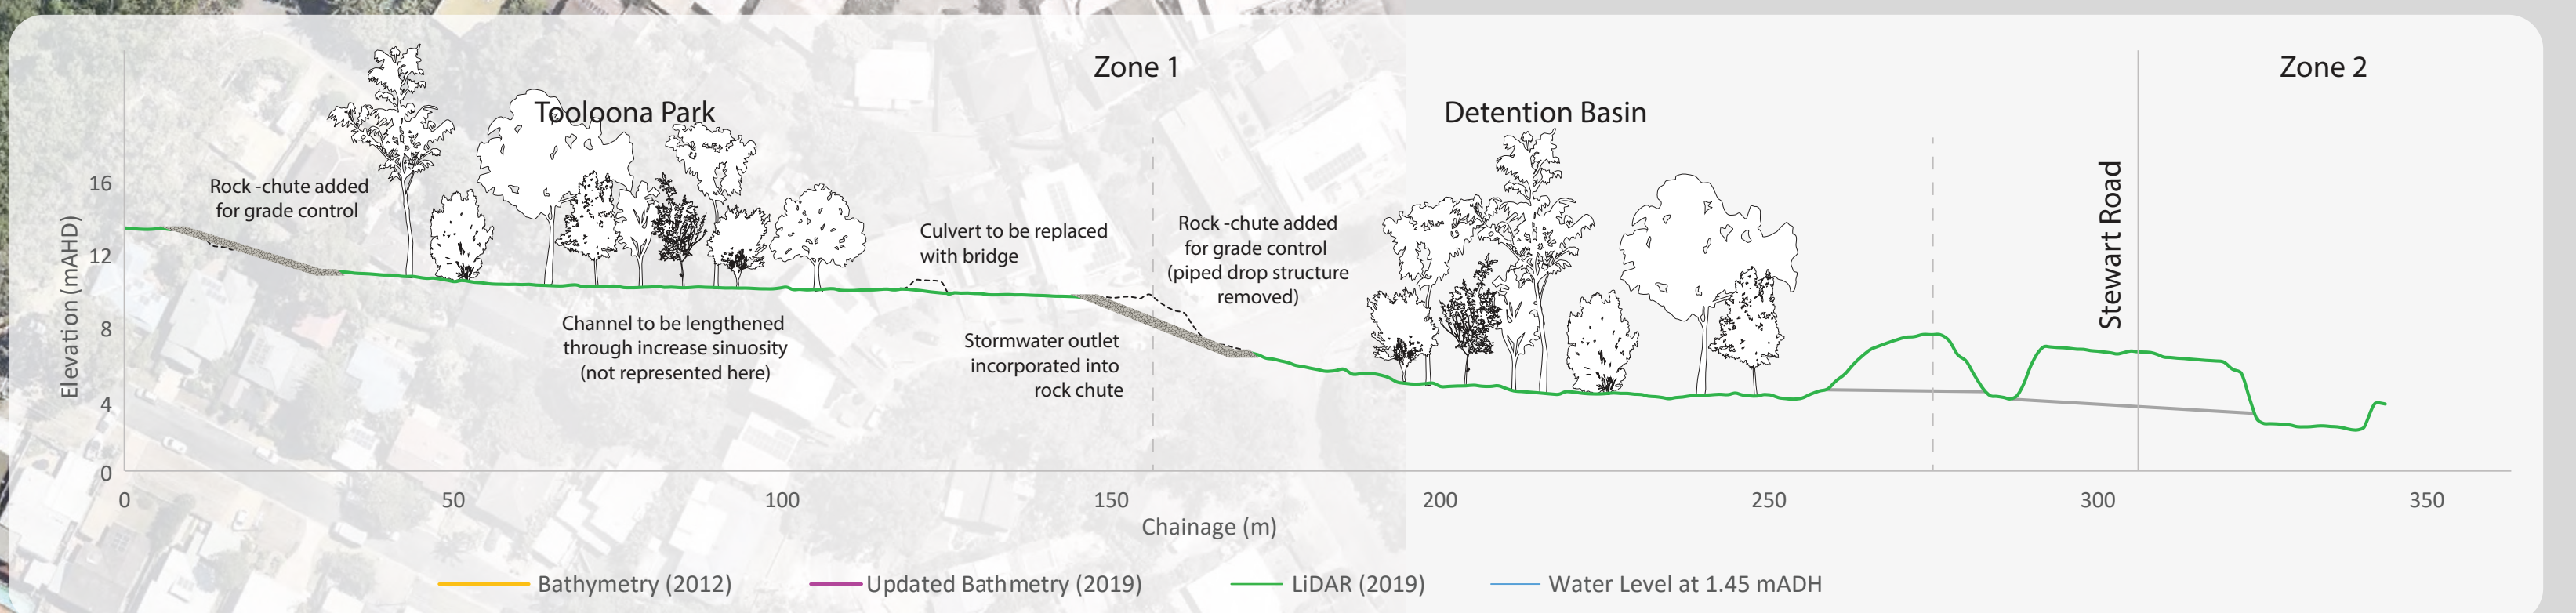 Zone 1
Zone 2
Tooloona Park
Detention Basin
Rock -chute added
for grade control
Culvert to be replaced
with bridge
Rock -chute added
for grade control
(piped drop structure
removed)
Stewart Road
Channel to be lengthened
through increase sinuosity
(not represented here)
Stormwater outlet
incorporated into
rock chute
Elevation (mAHD)
16
12
8
4
0
0 50 100 150 200 250 300 350
Chainage (m)
Bathymetry (2012) Updated Bathmetry (2019) LiDAR (2019) Water Level at 1.45 mADH